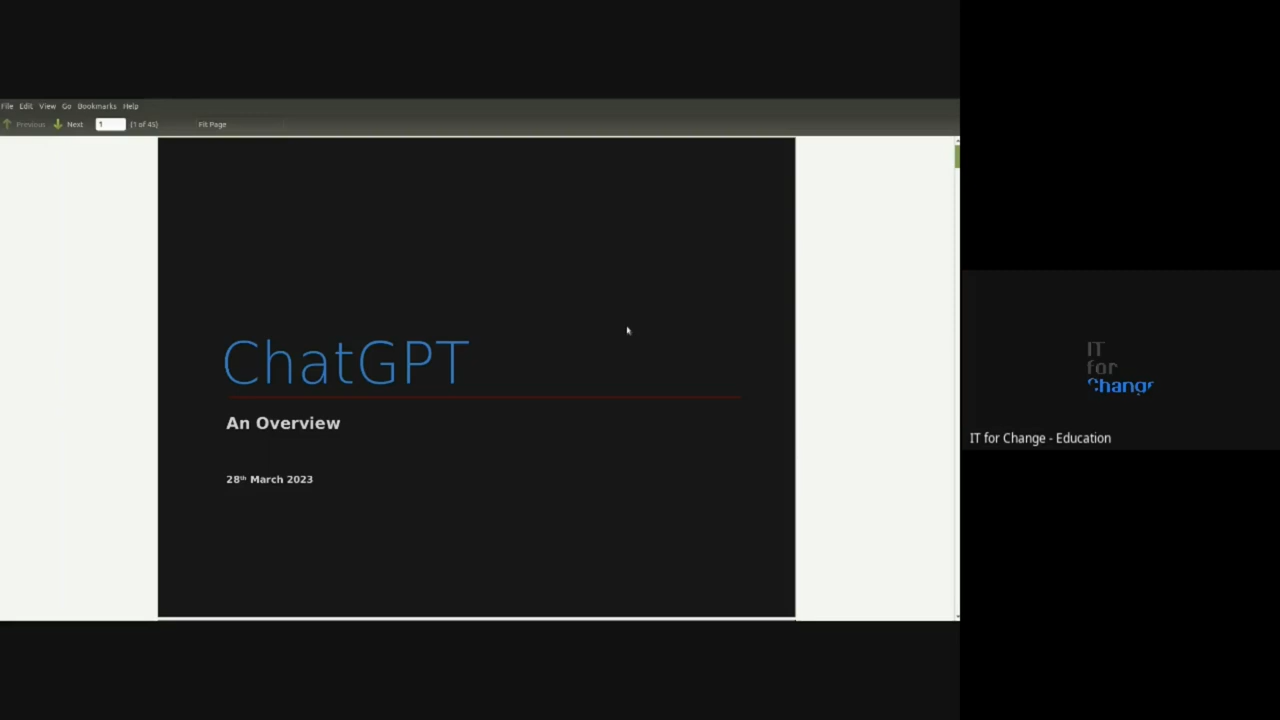 File Edit View Go Bookmarks Help
Previous Next 1 (1 of 45) Fit Page
ChatGPT
An Overview
28th March 2023
IT
for
Change
IT for Change - Education